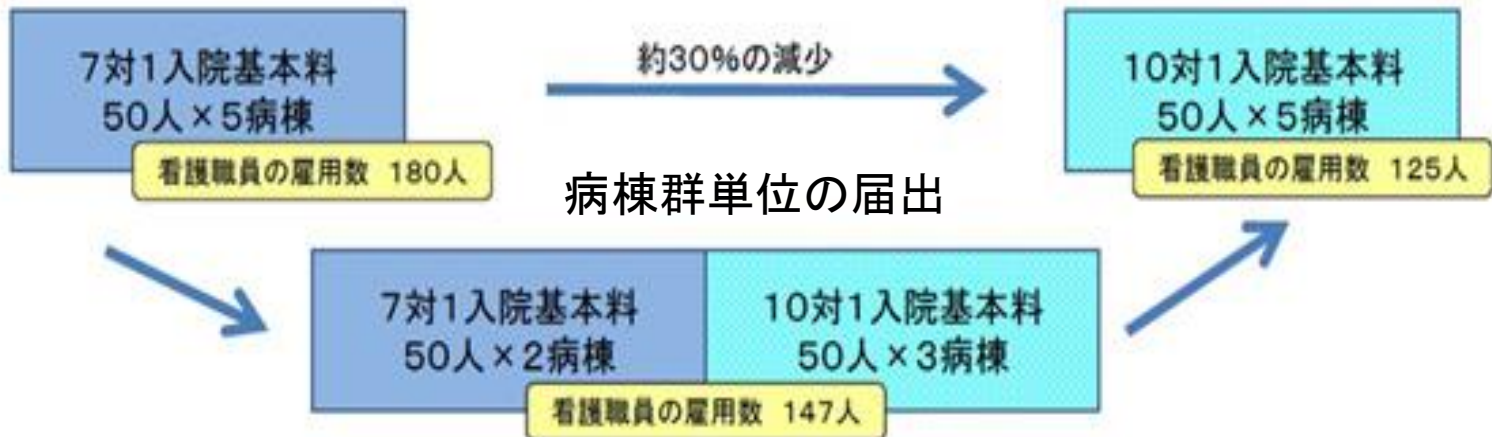 7対1入院基本料
50人×5病棟
看護職員の雇用数 180人
約30%の減少
10対1入院基本料
50人×5病棟
看護職員の雇用数 125人
病棟群単位の届出
7対1入院基本料
50人×2病棟
10対1入院基本料
50人×3病棟
看護職員の雇用数 147人